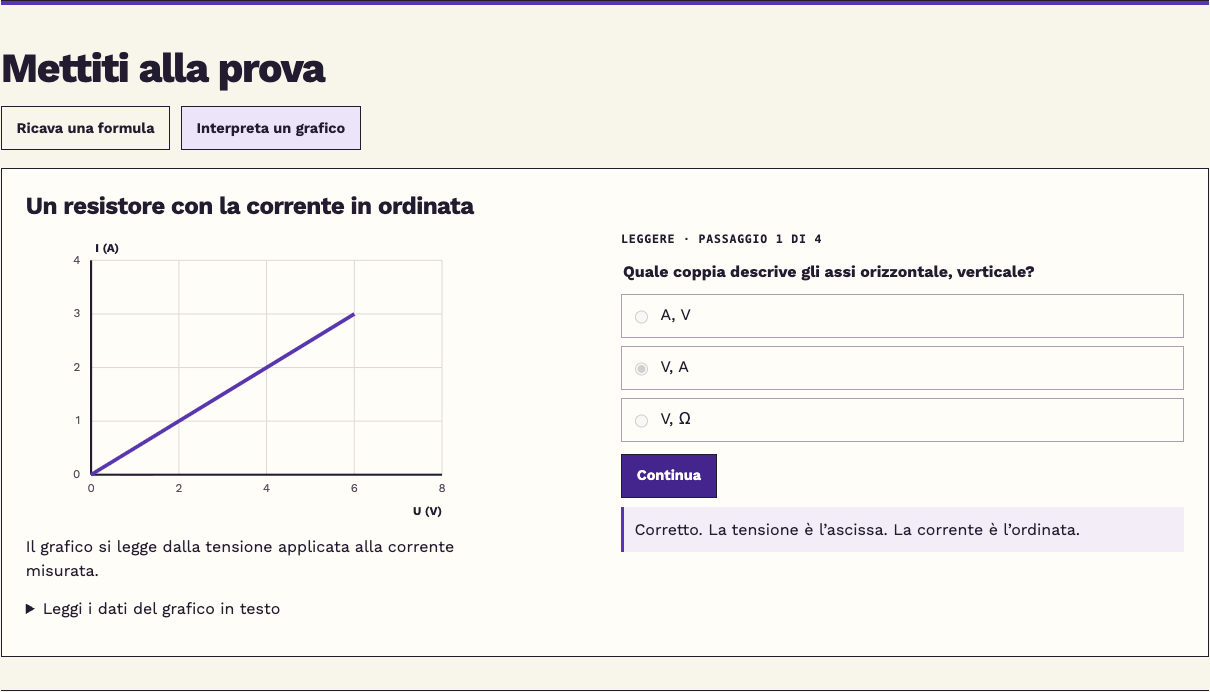 Mettiti alla prova
Ricava una formula
Interpreta un grafico
Un resistore con la corrente in ordinata
I (A)
4
3
2
1
0
0 2 4 6 8
U (V)
Il grafico si legge dalla tensione applicata alla corrente
misurata.
Leggi i dati del grafico in testo
LEGGERE · PASSAGGIO 1 DI 4
Quale coppia descrive gli assi orizzontale, verticale?
A, V
V, A
V, Ω
Continua
Corretto. La tensione è l’ascissa. La corrente è l’ordinata.